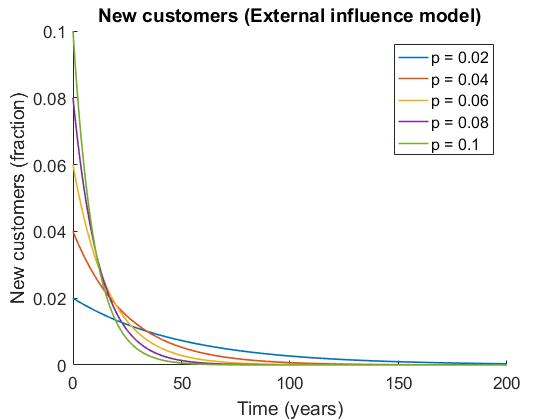 New customers (External influence model)
New customers (fraction)
0.1
0.08
0.06
0.04
0.02
0
p = 0.02
p = 0.04
p = 0.06
p = 0.08
p = 0.1
0
50
100
150
200
Time (years)